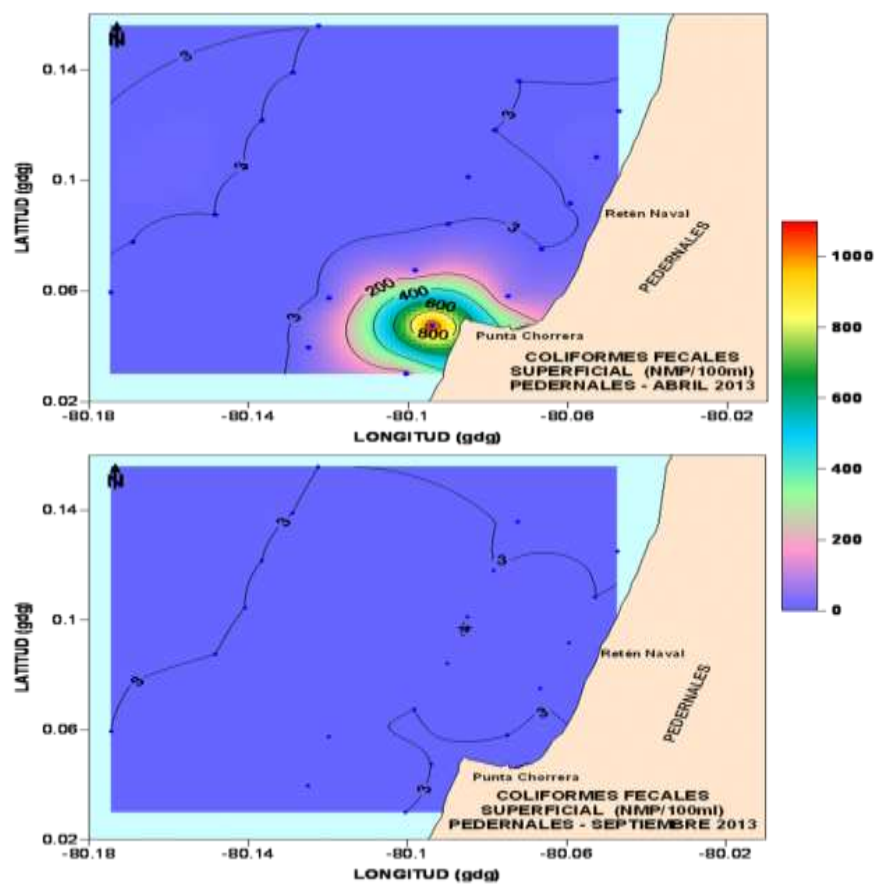 N
0.14
0.1
0.06
0.02
LATITUD (gdg)
3
3
3
3
3
200
400
600
800
Retén Naval
PEDERNALES
Punta Chorrera
COLIFORMES FECALES
SUPERFICIAL (NMP/100ml)
PEDERNALES - ABRIL 2013
-80.18
-80.14
-80.1
-80.06
-80.02
LONGITUD (gdg)
1000
800
600
400
200
0
N
0.14
0.1
0.06
0.02
LATITUD (gdg)
3
3
3
3
3
Retén Naval
PEDERNALES
Punta Chorrera
COLIFORMES FECALES
SUPERFICIAL (NMP/100ml)
PEDERNALES - SEPTIEMBRE 2013
-80.18
-80.14
-80.1
-80.06
-80.02
LONGITUD (gdg)